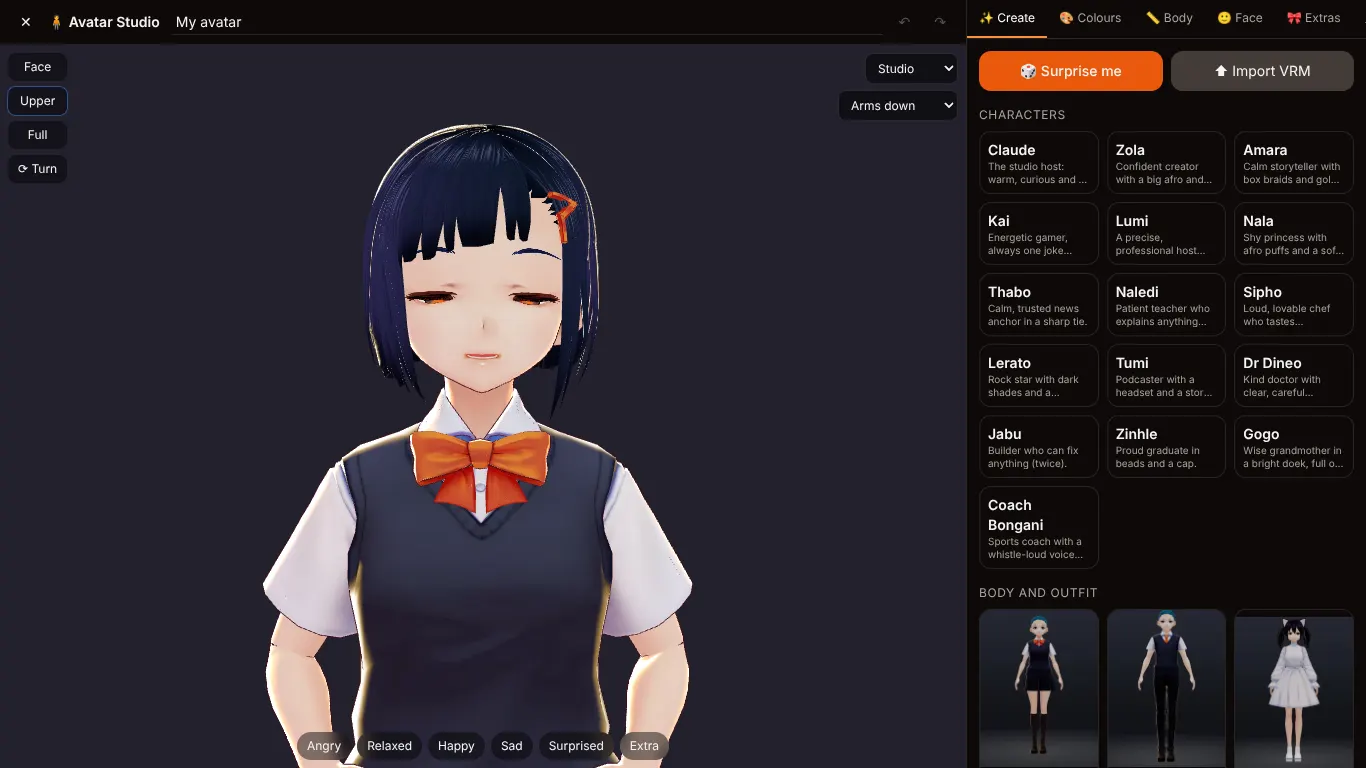 ✕ 🧍 Avatar Studio My avatar ↶ ↷
✨ Create 🎨 Colours 📏 Body 🙂 Face 🎀 Extras
Face
Upper
Full
⟳ Turn
Studio
Arms down
Angry Relaxed Happy Sad Surprised Extra
🎲 Surprise me ⬆ Import VRM
CHARACTERS
Claude
The studio host:
warm, curious and ...
Zola
Confident creator
with a big afro and...
Amara
Calm storyteller with
box braids and gol...
Kai
Energetic gamer,
always one joke...
Lumi
A precise,
professional host...
Nala
Shy princess with
afro puffs and a sof...
Thabo
Calm, trusted news
anchor in a sharp tie.
Naledi
Patient teacher who
explains anything...
Sipho
Loud, lovable chef
who tastes...
Lerato
Rock star with dark
shades and a...
Tumi
Podcaster with a
headset and a stor...
Dr Dineo
Kind doctor with
clear, careful...
Jabu
Builder who can fix
anything (twice).
Zinhle
Proud graduate in
beads and a cap.
Gogo
Wise grandmother in
a bright doek, full o...
Coach
Bongani
Sports coach with a
whistle-loud voice...
BODY AND OUTFIT